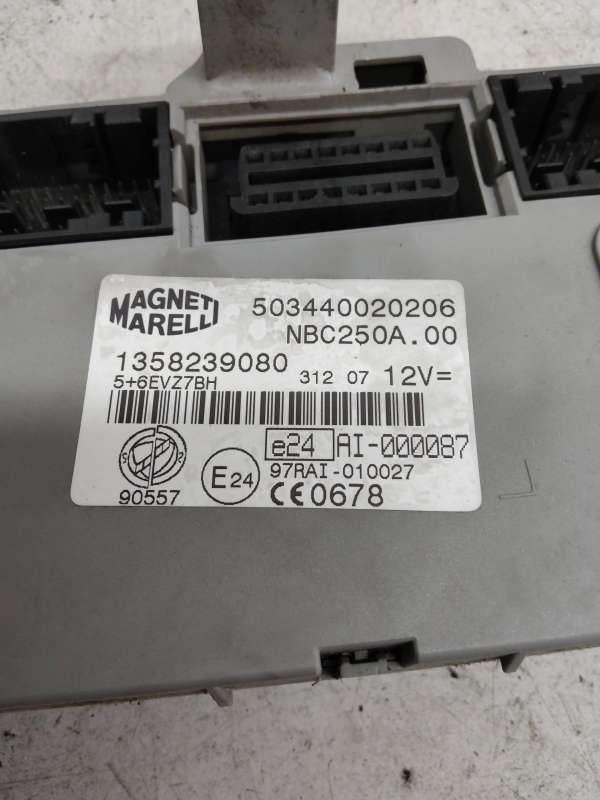 MAGNETI
MARELLI
503440020206
NBC250A.00
1358239080
5+6EVZ7BH
312 07 12V=
e24 AI-000087
97RAI-010027
90557
E24
CE0678